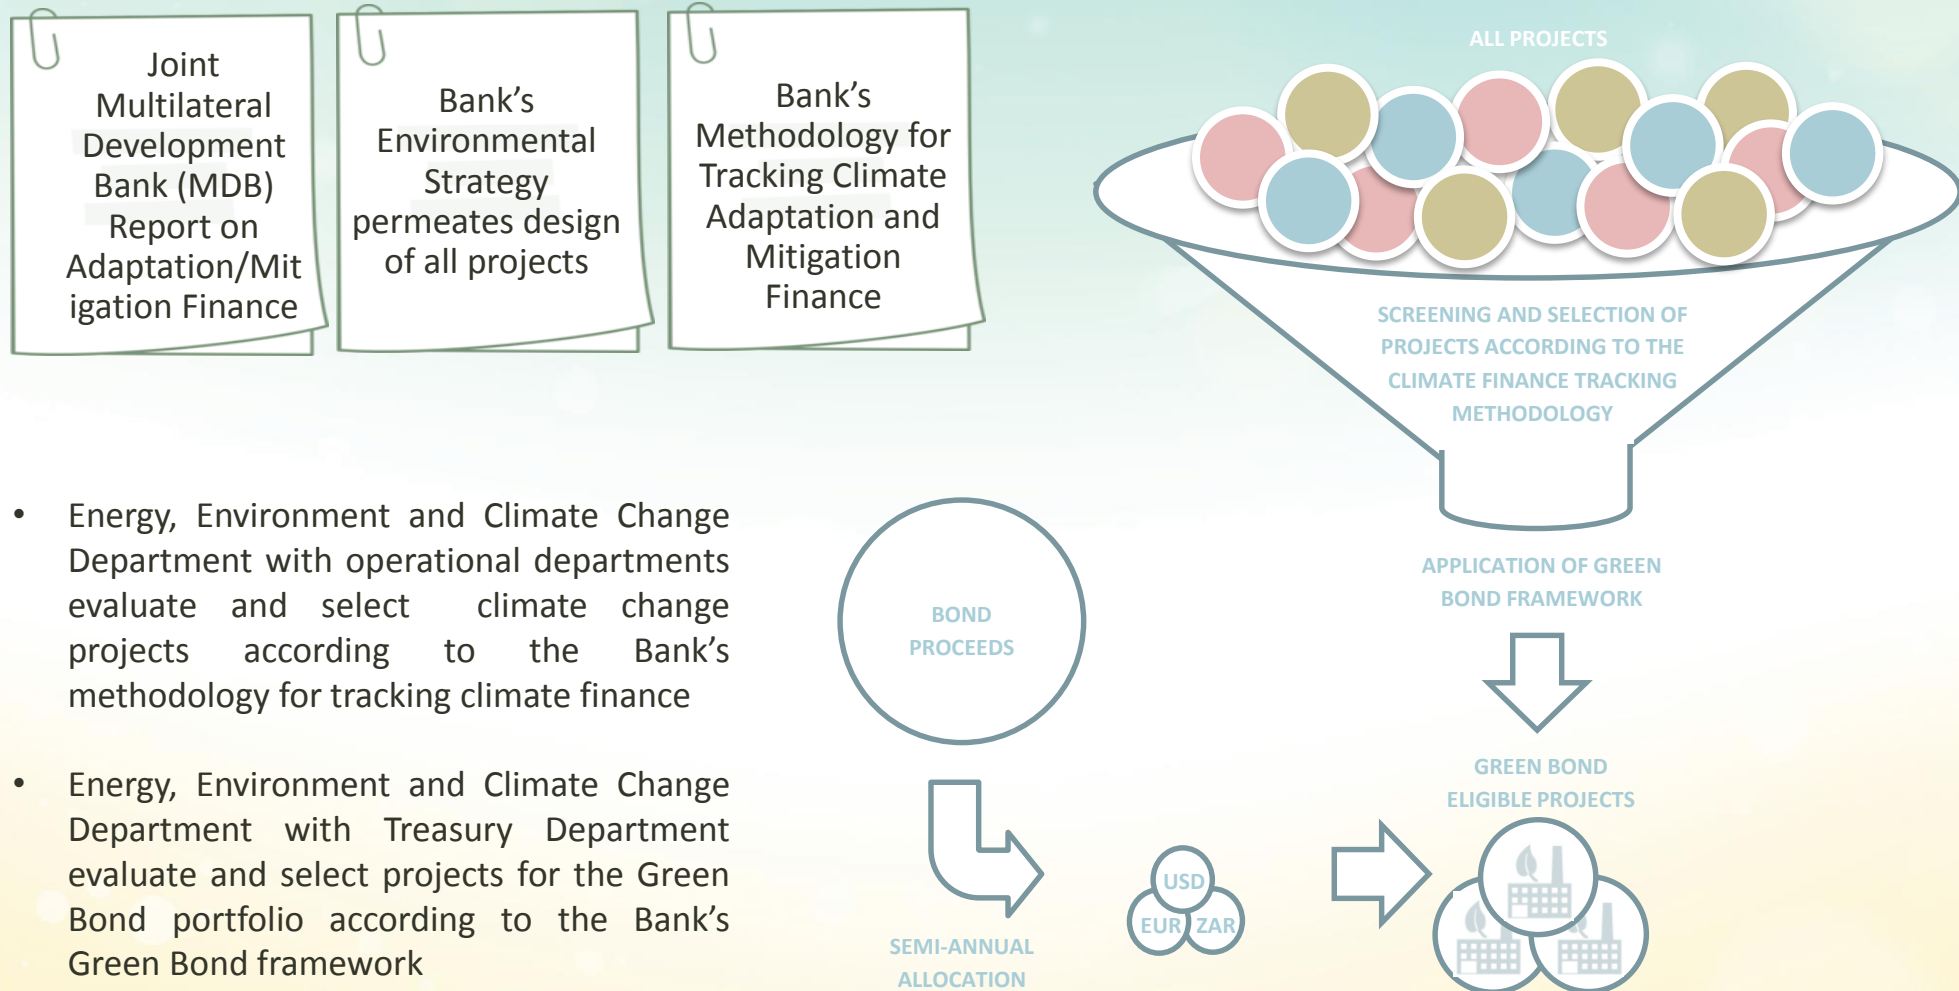 Joint
Multilateral
Development
Bank (MDB)
Report on
Adaptation/Mit
igation Finance
Bank's
Environmental
Strategy
permeates design
of all projects
Bank's
Methodology for
Tracking Climate
Adaptation and
Mitigation
Finance
• Energy, Environment and Climate Change
Department with operational departments
evaluate and select climate change
projects according to the Bank's
methodology for tracking climate finance
• Energy, Environment and Climate Change
Department with Treasury Department
evaluate and select projects for the Green
Bond portfolio according to the Bank's
Green Bond framework
ALL PROJECTS
SCREENING AND SELECTION OF
PROJECTS ACCORDING TO THE
CLIMATE FINANCE TRACKING
METHODOLOGY
APPLICATION OF GREEN
BOND FRAMEWORK
BOND
PROCEEDS
SEMI-ANNUAL
ALLOCATION
USD
EUR
ZAR
GREEN BOND
ELIGIBLE PROJECTS